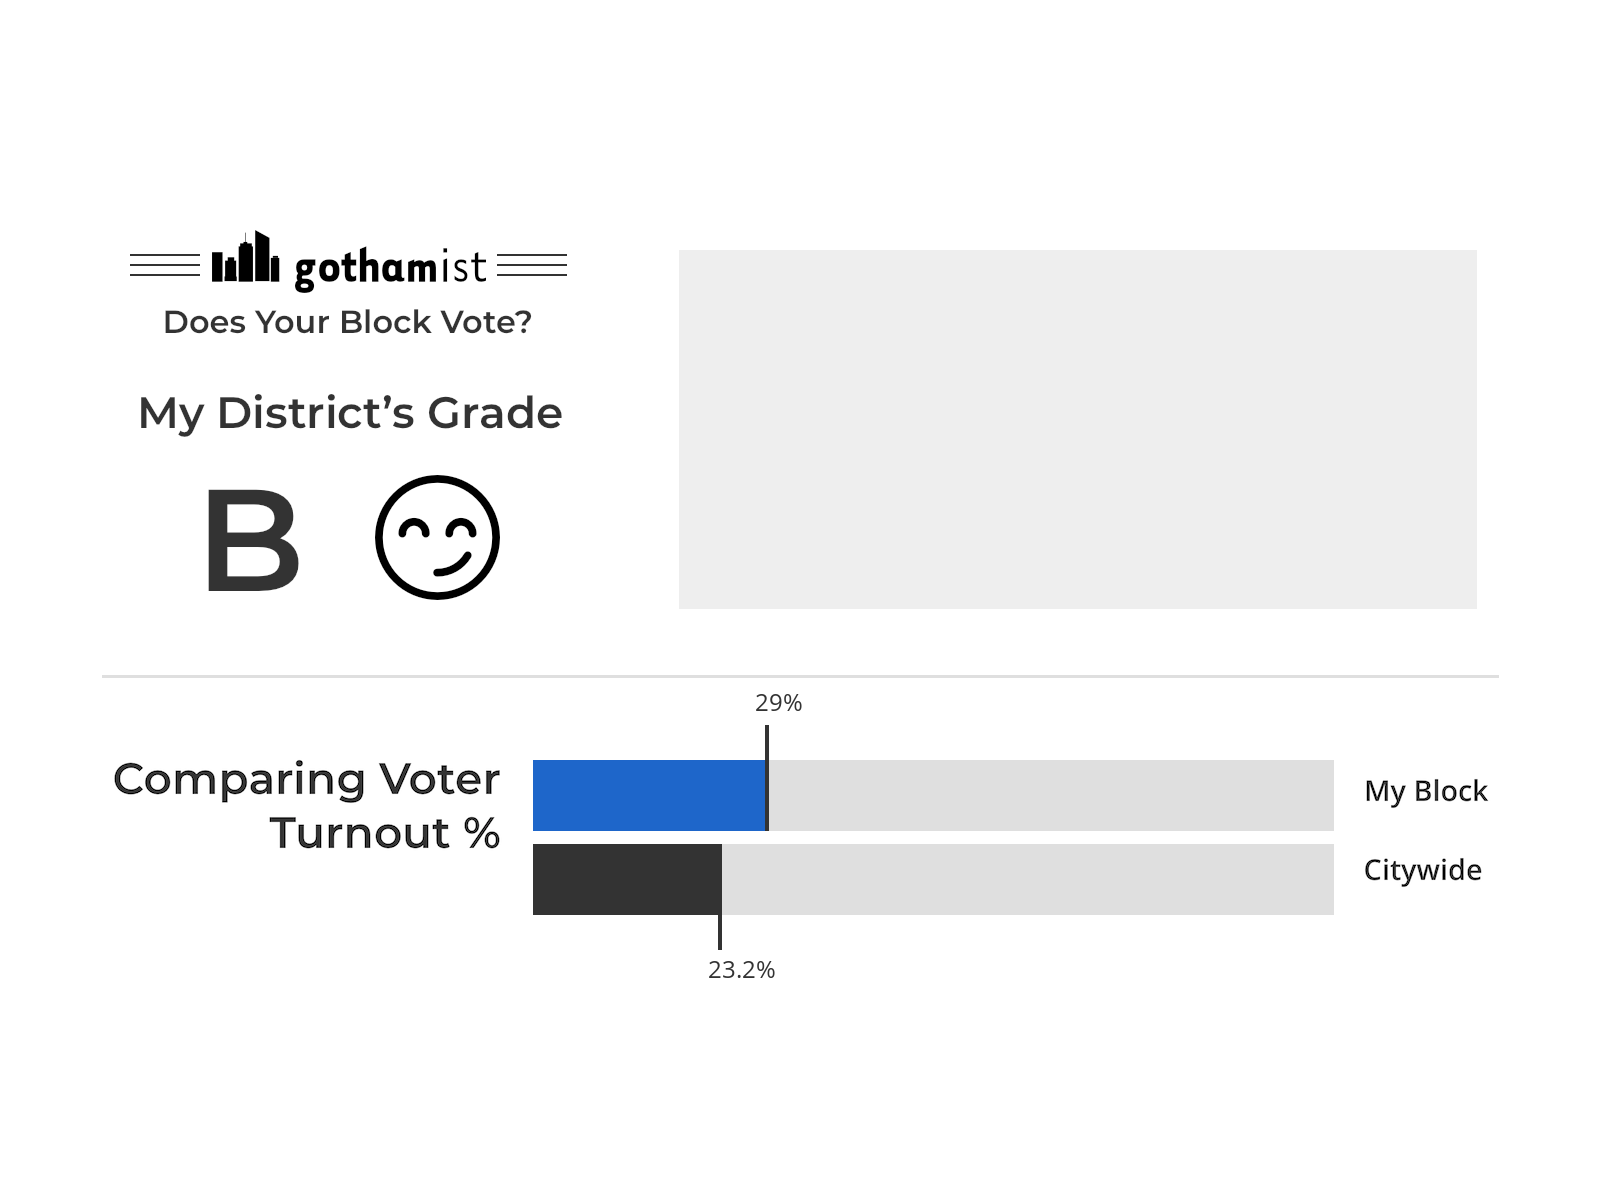 gothamist
Does Your Block Vote?
My District’s Grade
B
29%
Comparing Voter
Turnout %
My Block
Citywide
23.2%